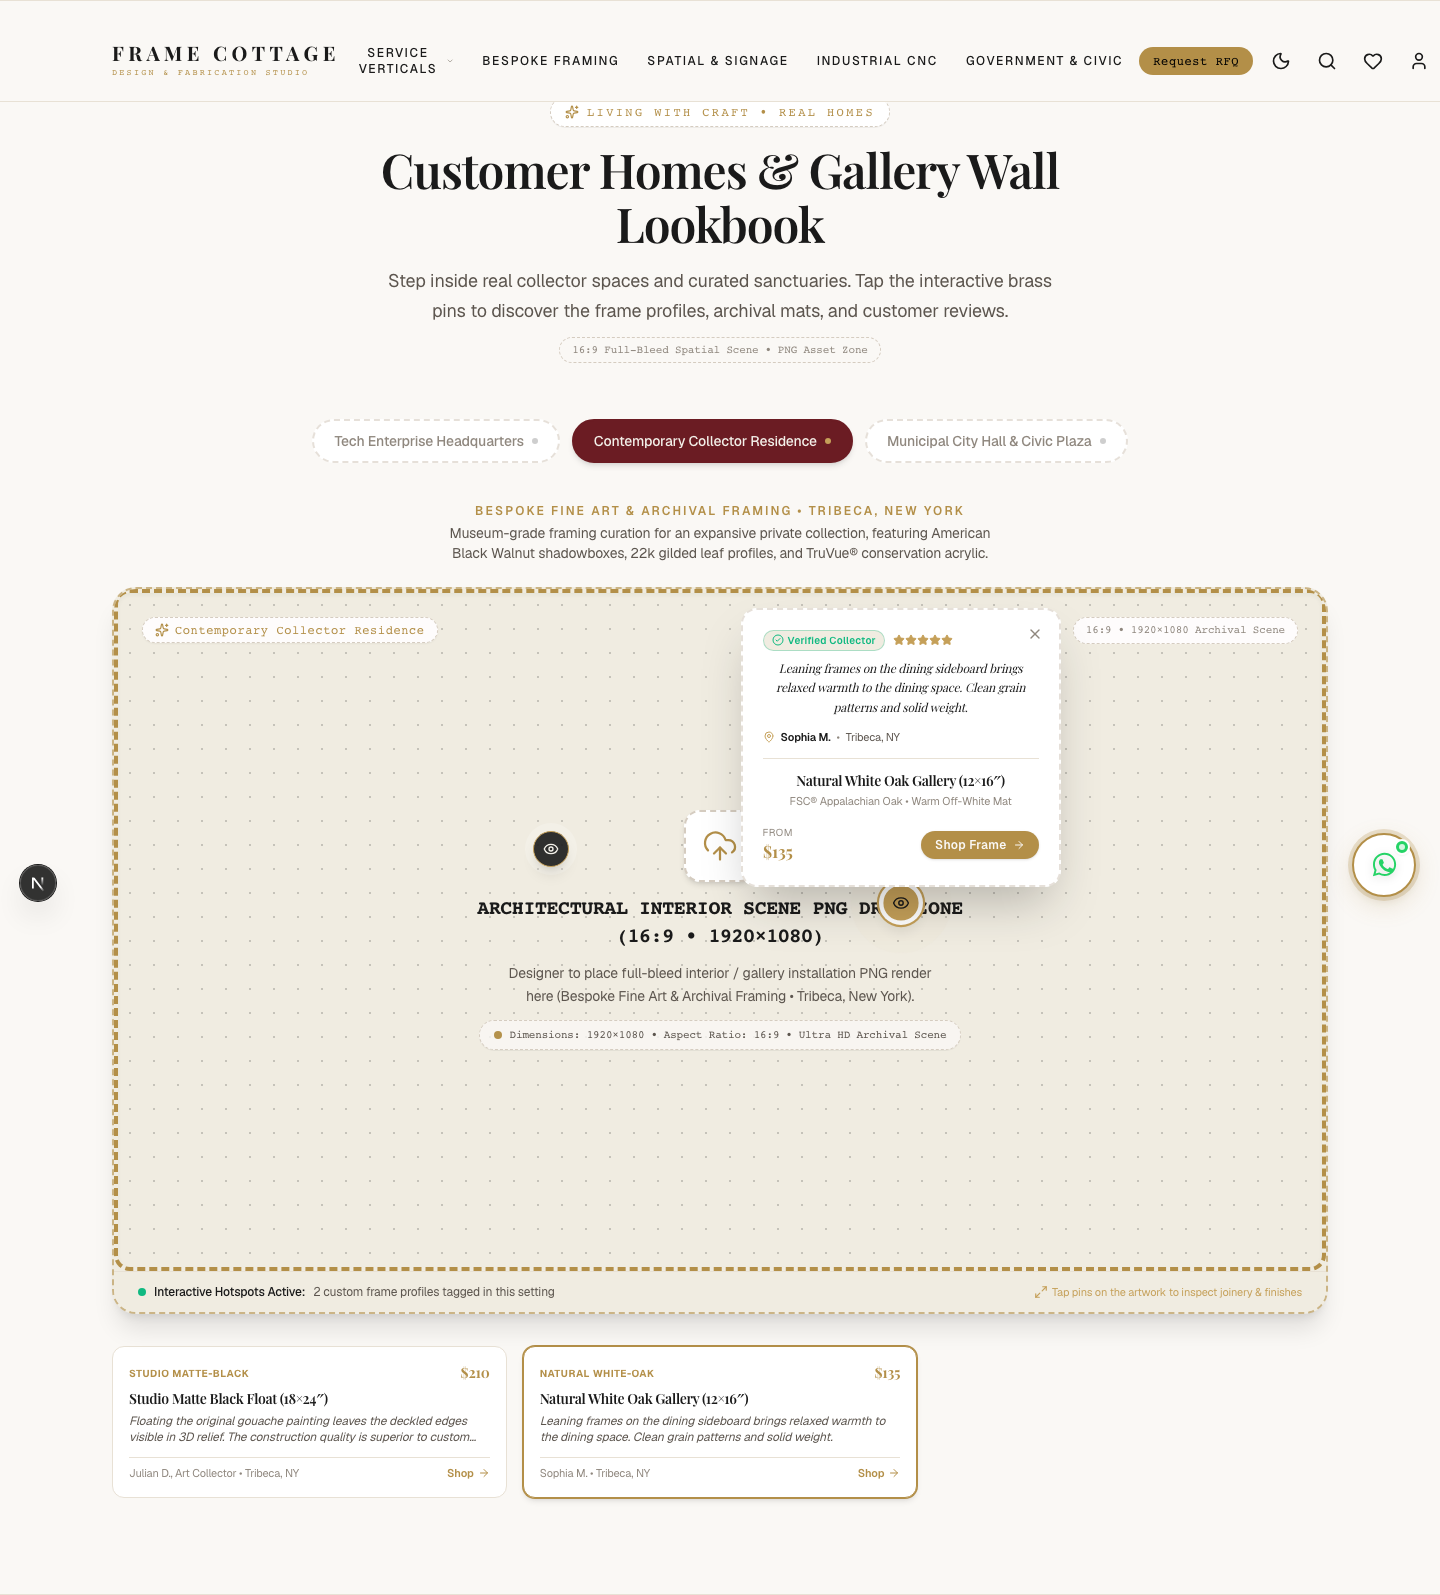 FRAME COTTAGE
DESIGN & FABRICATION STUDIO
SERVICE
VERTICALS
BESPOKE FRAMING
SPATIAL & SIGNAGE
INDUSTRIAL CNC
GOVERNMENT & CIVIC
Request RFQ
LIVING WITH CRAFT • REAL HOMES
Customer Homes & Gallery Wall
Lookbook
Step inside real collector spaces and curated sanctuaries. Tap the interactive brass
pins to discover the frame profiles, archival mats, and customer reviews.
16:9 Full-Bleed Spatial Scene • PNG Asset Zone
Tech Enterprise Headquarters
Contemporary Collector Residence
Municipal City Hall & Civic Plaza
BESPOKE FINE ART & ARCHIVAL FRAMING • TRIBECA, NEW YORK
Museum-grade framing curation for an expansive private collection, featuring American
Black Walnut shadowboxes, 22k gilded leaf profiles, and TruVue® conservation acrylic.
Contemporary Collector Residence
16:9 • 1920×1080 Archival Scene
Verified Collector
Leaning frames on the dining sideboard brings
relaxed warmth to the dining space. Clean grain
patterns and solid weight.
Sophia M. • Tribeca, NY
Natural White Oak Gallery (12×16″)
FSC® Appalachian Oak • Warm Off-White Mat
FROM
$135
Shop Frame
N
ARCHITECTURAL INTERIOR SCENE PNG ZONE
(16:9 • 1920×1080)
Designer to place full-bleed interior / gallery installation PNG render
here (Bespoke Fine Art & Archival Framing • Tribeca, New York).
Dimensions: 1920×1080 • Aspect Ratio: 16:9 • Ultra HD Archival Scene
Interactive Hotspots Active: 2 custom frame profiles tagged in this setting
Tap pins on the artwork to inspect joinery & finishes
STUDIO MATTE-BLACK
$210
Studio Matte Black Float (18×24″)
Floating the original gouache painting leaves the deckled edges
visible in 3D relief. The construction quality is superior to custom...
Julian D., Art Collector • Tribeca, NY
Shop
NATURAL WHITE-OAK
$135
Natural White Oak Gallery (12×16″)
Leaning frames on the dining sideboard brings relaxed warmth to
the dining space. Clean grain patterns and solid weight.
Sophia M. • Tribeca, NY
Shop